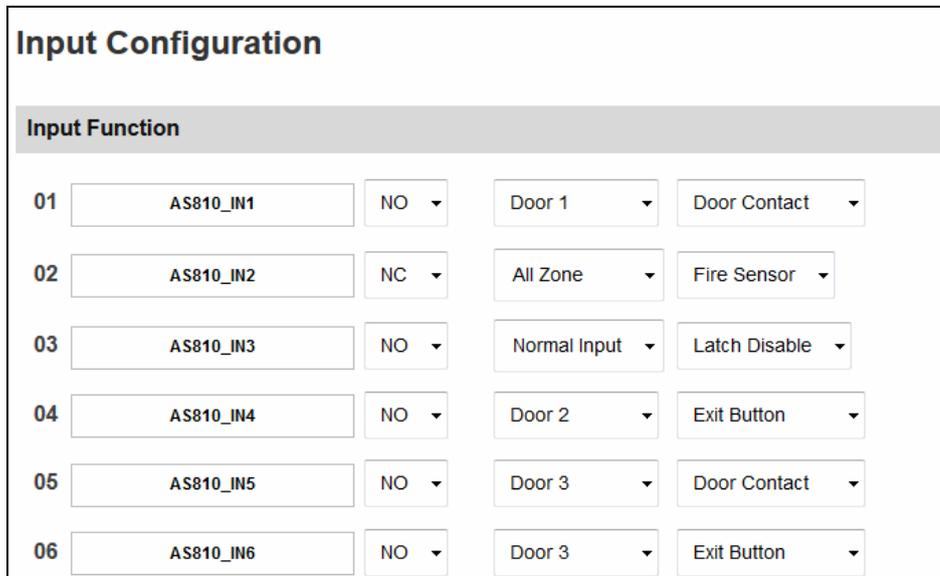 Input Configuration
Input Function
01 AS810_IN1 NO Door 1 Door Contact
02 AS810_IN2 NC All Zone Fire Sensor
03 AS810_IN3 NO Normal Input Latch Disable
04 AS810_IN4 NO Door 2 Exit Button
05 AS810_IN5 NO Door 3 Door Contact
06 AS810_IN6 NO Door 3 Exit Button